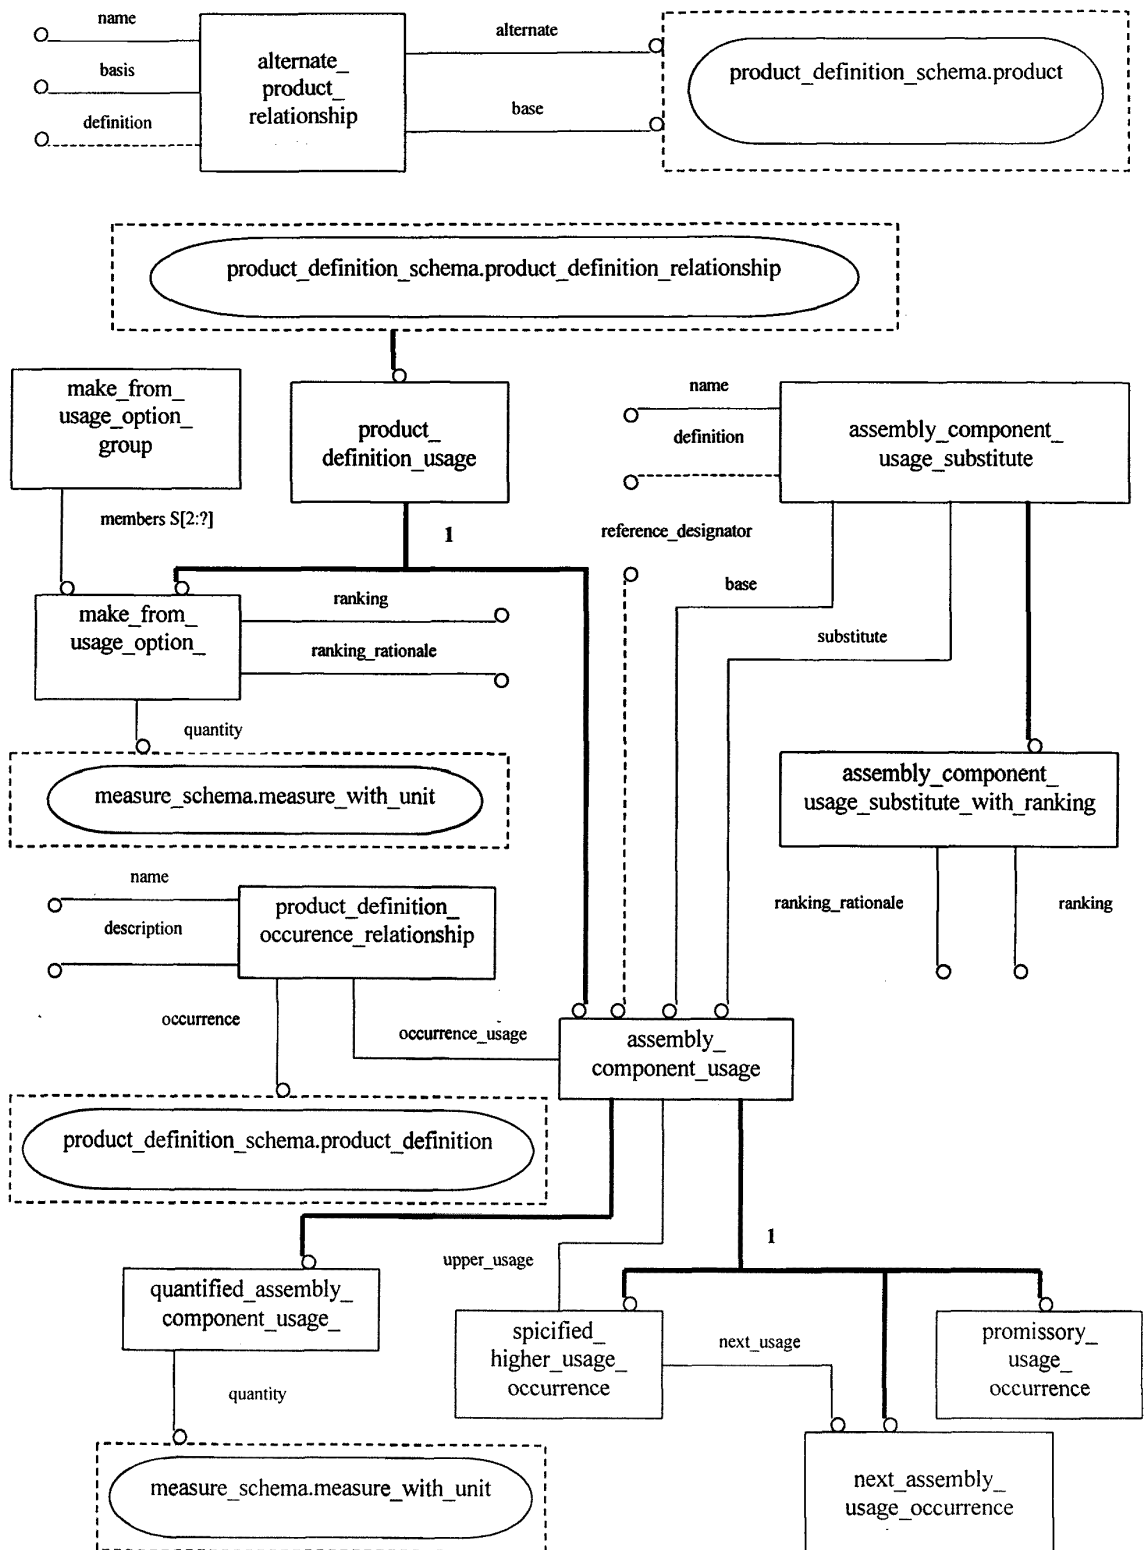 name
basis
definition
alternate_
product_
relationship
alternate
base
product_definition_schema.product
product_definition_schema.product_definition_relationship
make_from_
usage_option_
group
product_
definition_usage
name
definition
assembly_component_
usage_substitute
members S[2:?]
1
reference_designator
base
substitute
make_from_
usage_option_
ranking
ranking_rationale
quantity
measure_schema.measure_with_unit
assembly_component_
usage_substitute_with_ranking
name
description
product_definition_
occurence_relationship
ranking_rationale
ranking
occurrence
occurrence_usage
assembly_
component_usage
product_definition_schema.product_definition
upper_usage
1
quantified_assembly_
component_usage_
spicified_
higher_usage_
occurrence
next_usage
promissory_
usage_
occurrence
quantity
measure_schema.measure_with_unit
next_assembly_
usage_occurrence